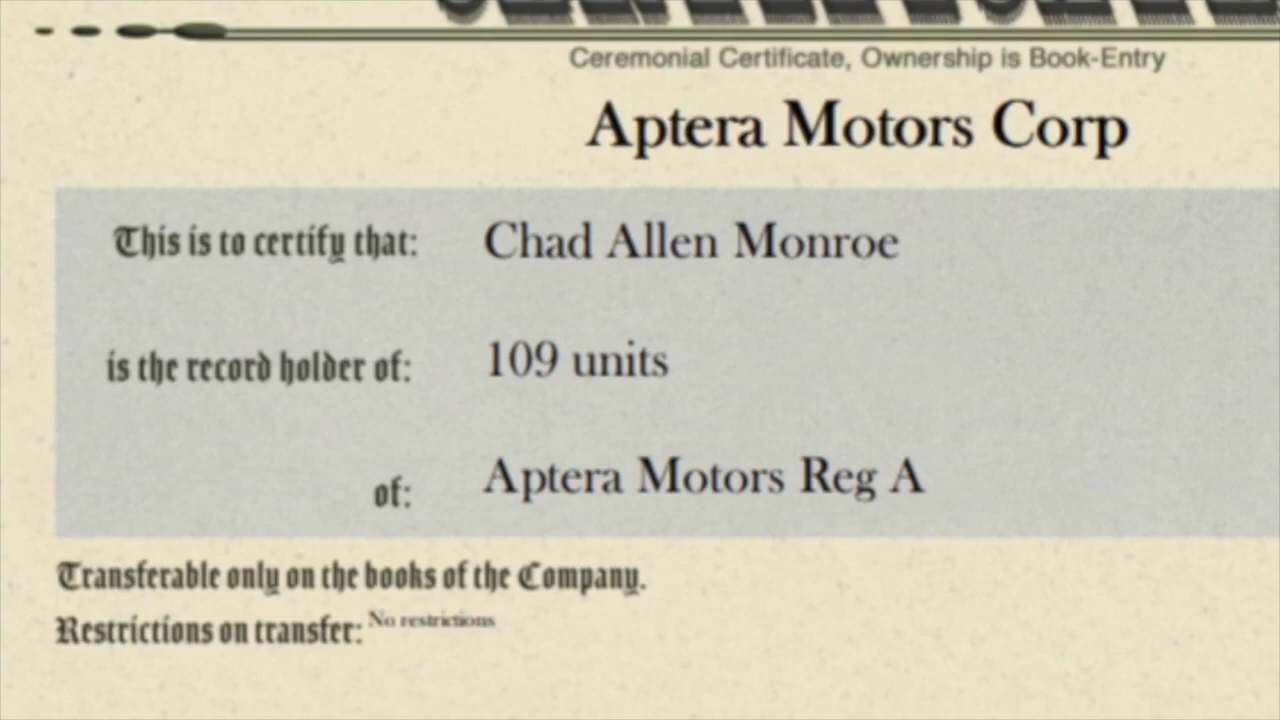 Ceremonial Certificate, Ownership is Book-Entry
Aptera Motors Corp
This is to certify that: Chad Allen Monroe
is the record holder of: 109 units
of: Aptera Motors Reg A
Transferable only on the books of the Company.
Restrictions on transfer: No restrictions